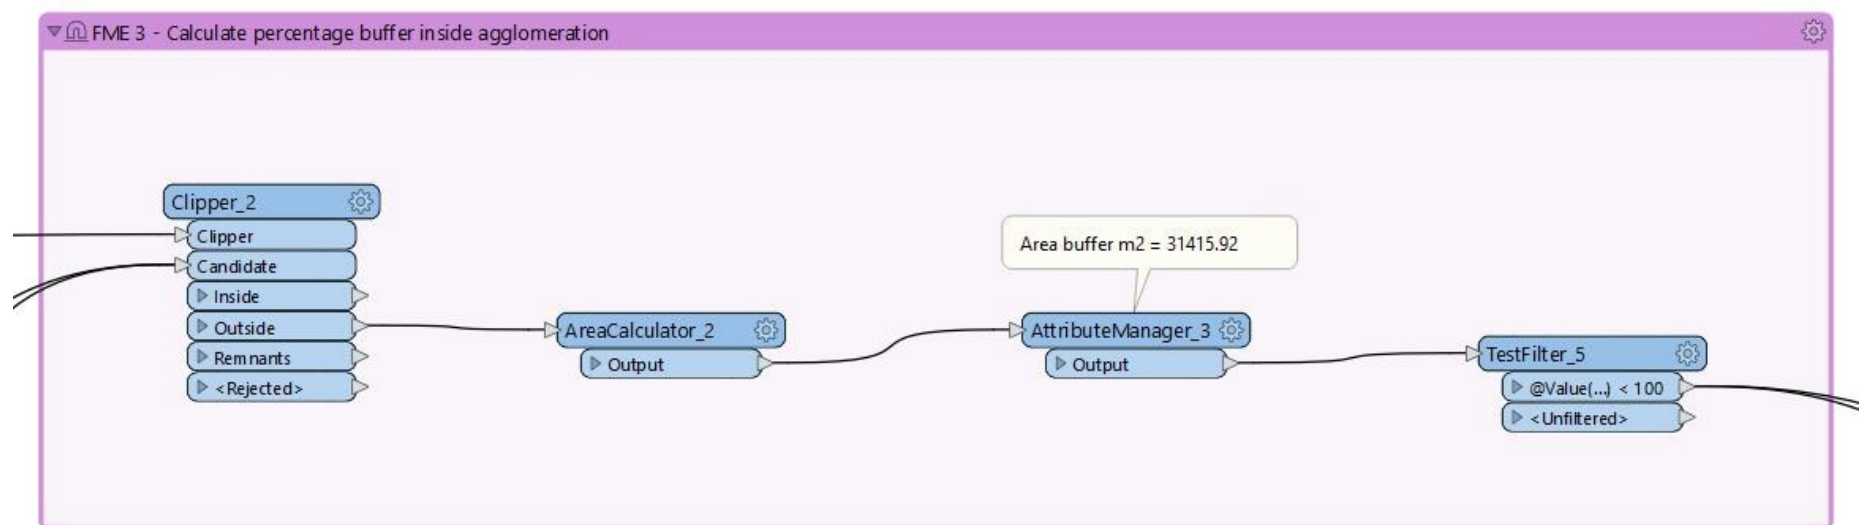 FME 3 - Calculate percentage buffer inside agglomeration
Clipper_2
Clipper
Candidate
Inside
Outside
Remnants
<Rejected>
AreaCalculator_2
Output
Area buffer m2 = 31415.92
AttributeManager_3
Output
TestFilter_5
@Value(...) < 100
<Unfiltered>